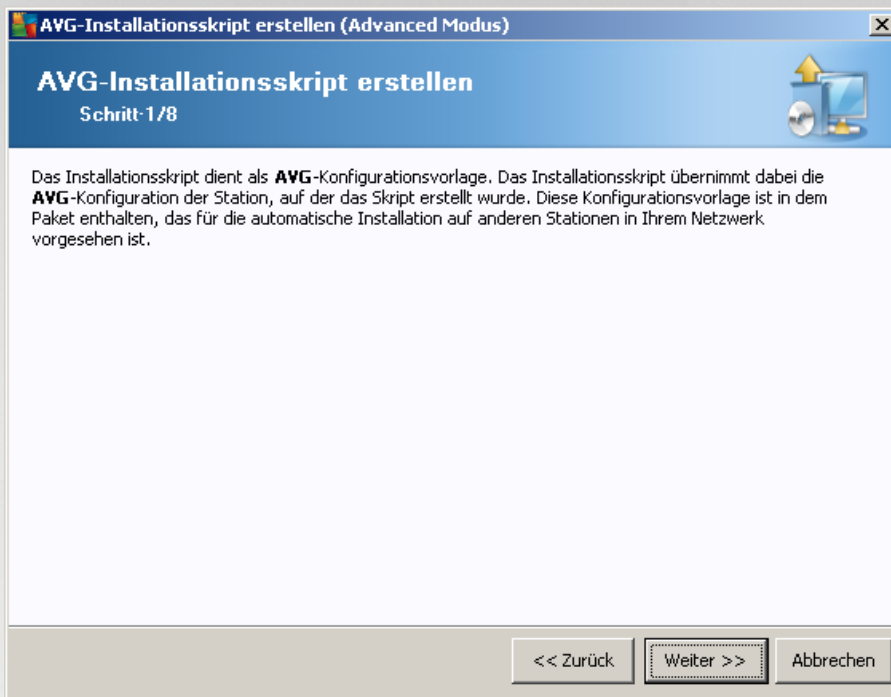 AVG-Installationsskript erstellen (Advanced Modus)
AVG-Installationsskript erstellen
Schritt-1/8
Das Installationsskript dient als AVG-Konfigurationsvorlage. Das Installationsskript übernimmt dabei die
AVG-Konfiguration der Station, auf der das Skript erstellt wurde. Diese Konfigurationsvorlage ist in dem
Paket enthalten, das für die automatische Installation auf anderen Stationen in Ihrem Netzwerk
vorgesehen ist.
<< Zurück Weiter >> Abbrechen